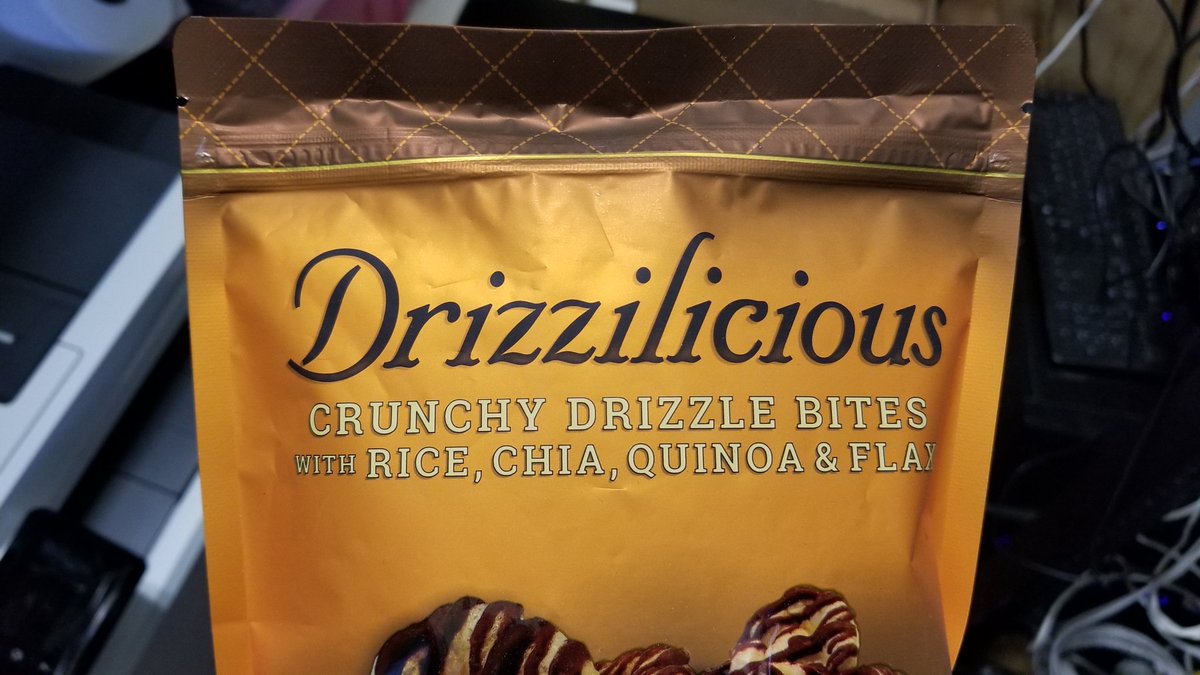 Drizzilicious
CRUNCHY DRIZZLE BITES
WITH RICE, CHIA, QUINOA & FLAX